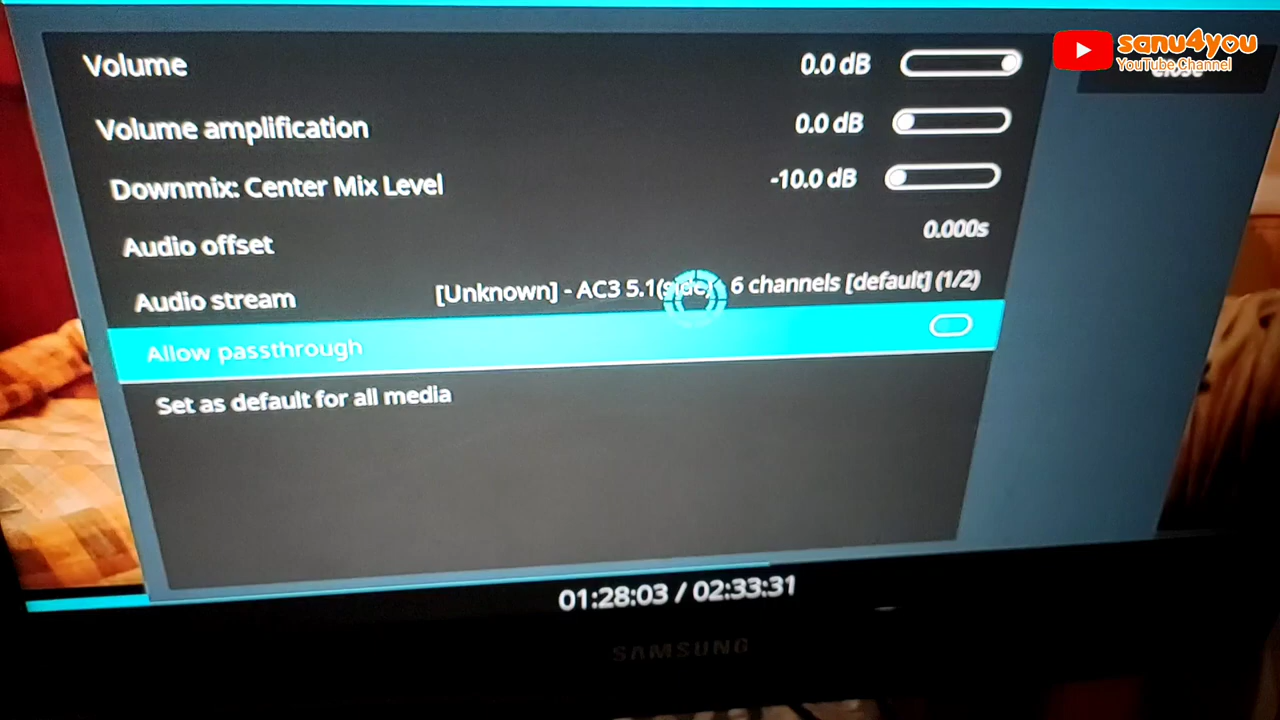 Volume 0.0 dB
Volume amplification 0.0 dB
Downmix: Center Mix Level -10.0 dB
Audio offset 0.000s
Audio stream [Unknown] - AC3 5.1(side), 6 channels [default] (1/2)
Allow passthrough
Set as default for all media
01:28:03 / 02:33:31
SAMSUNG
sanu4you
YouTube Channel